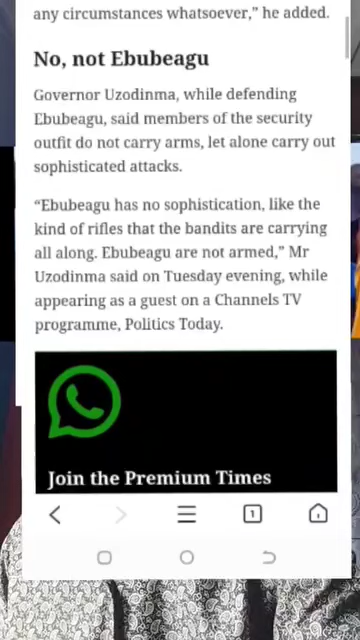 any circumstances whatsoever,” he added.
No, not Ebubeagu
Governor Uzodinma, while defending
Ebubeagu, said members of the security
outfit do not carry arms, let alone carry out
sophisticated attacks.
“Ebubeagu has no sophistication, like the
kind of rifles that the bandits are carrying
all along. Ebubeagu are not armed,” Mr
Uzodinma said on Tuesday evening, while
appearing as a guest on a Channels TV
programme, Politics Today.
Join the Premium Times
1